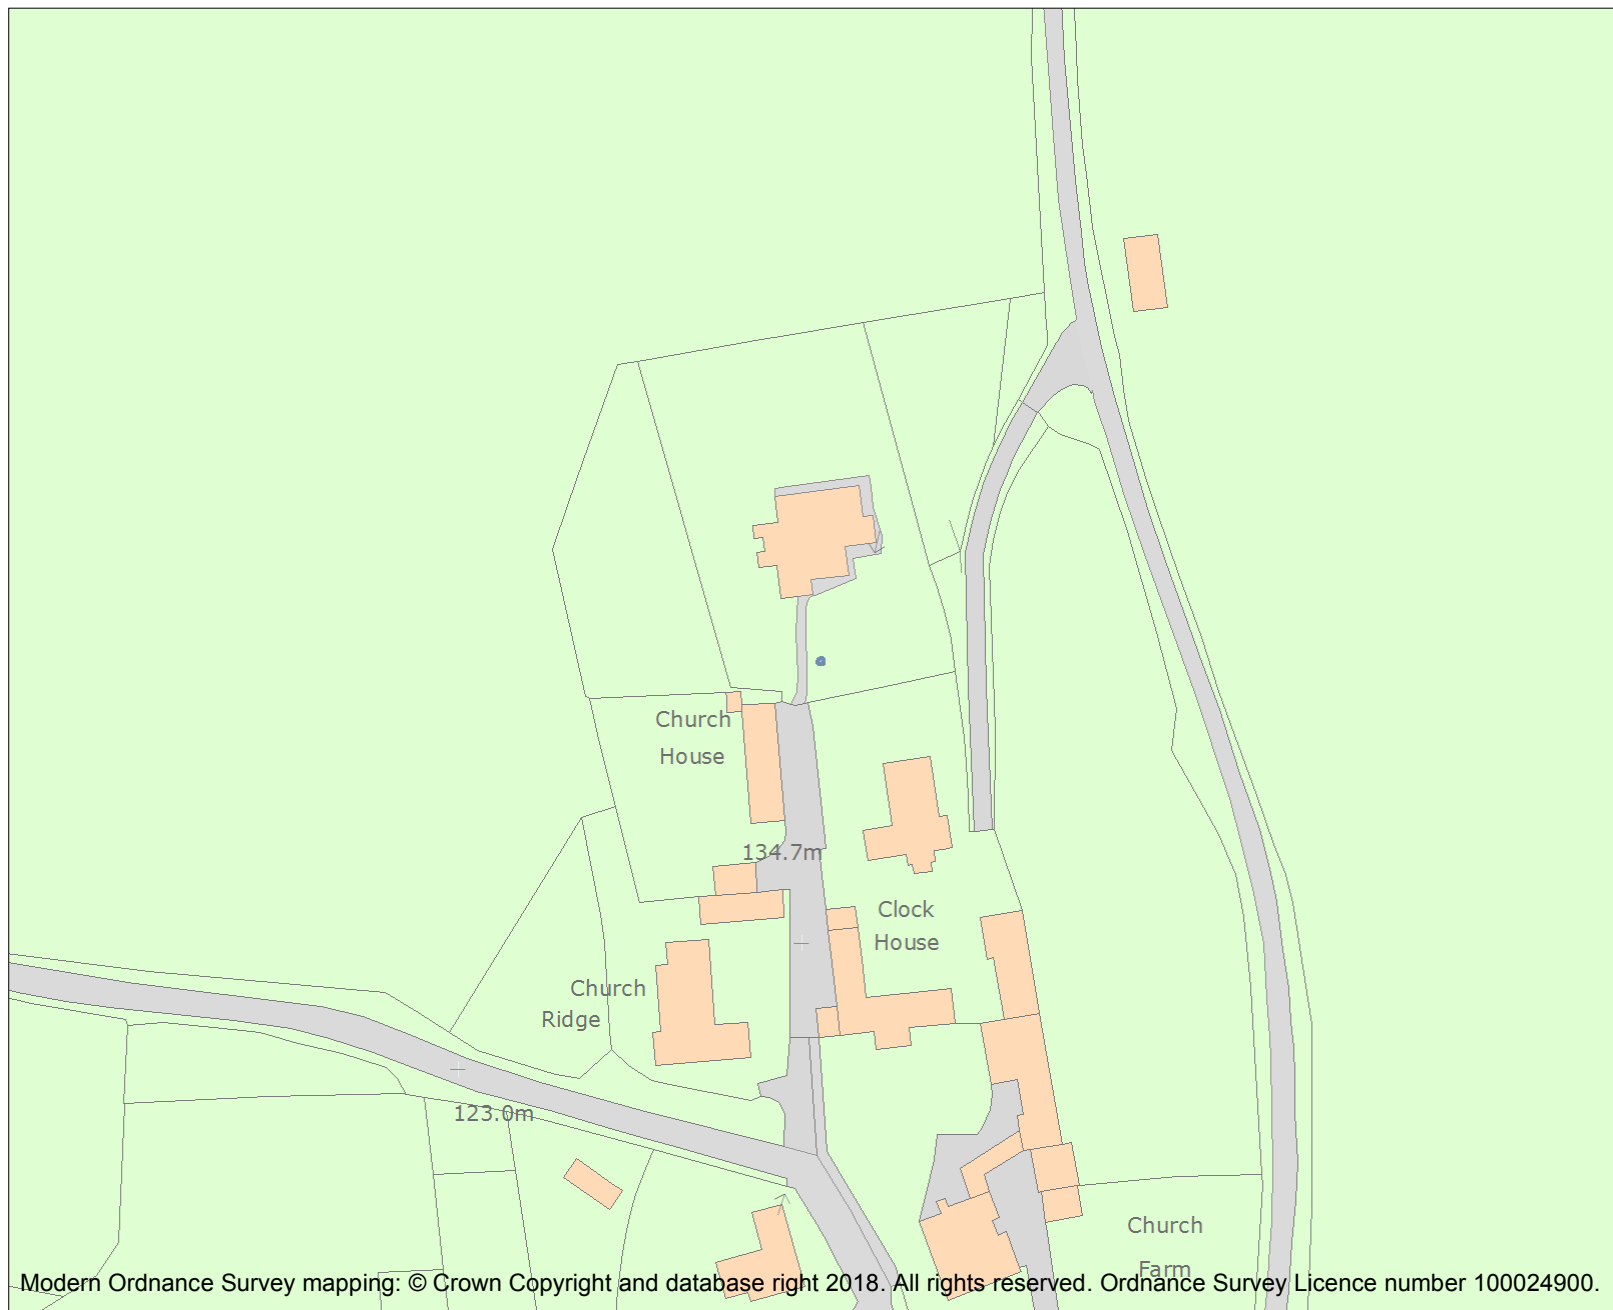 Church
House
134.7m
Clock
House
Church
Ridge
123.0m
Church
Farm
Modern Ordnance Survey mapping: © Crown Copyright and database right 2018. All rights reserved. Ordnance Survey Licence number 100024900.